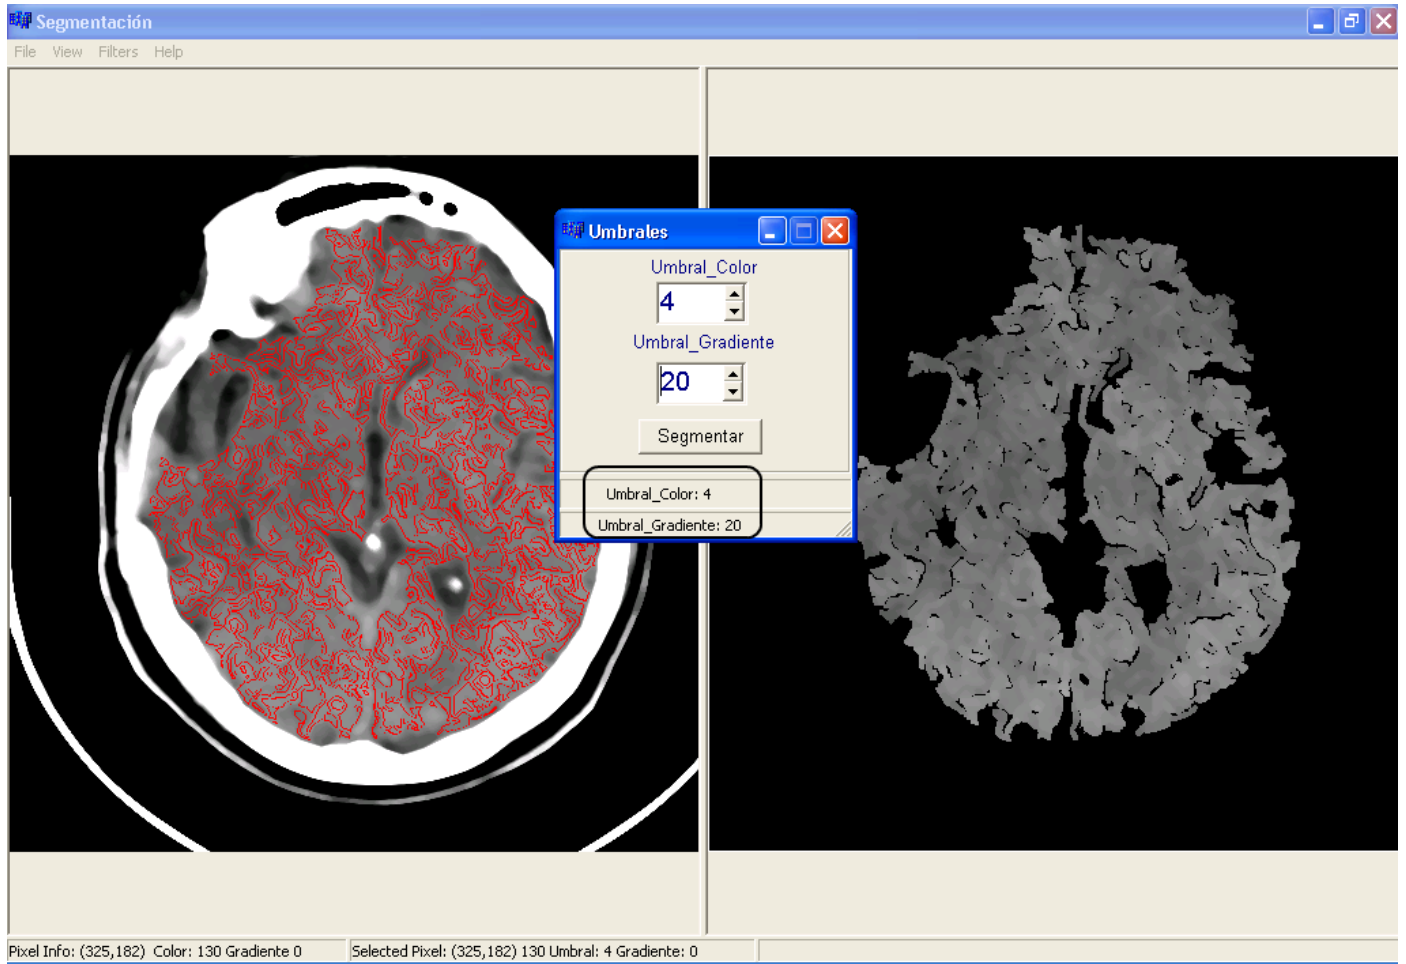 Segmentación
File View Filters Help
Umbrales
Umbral_Color
4
Umbral_Gradiente
20
Segmentar
Umbral_Color: 4
Umbral_Gradiente: 20
Pixel Info: (325,182) Color: 130 Gradiente 0
Selected Pixel: (325,182) 130 Umbral: 4 Gradiente: 0